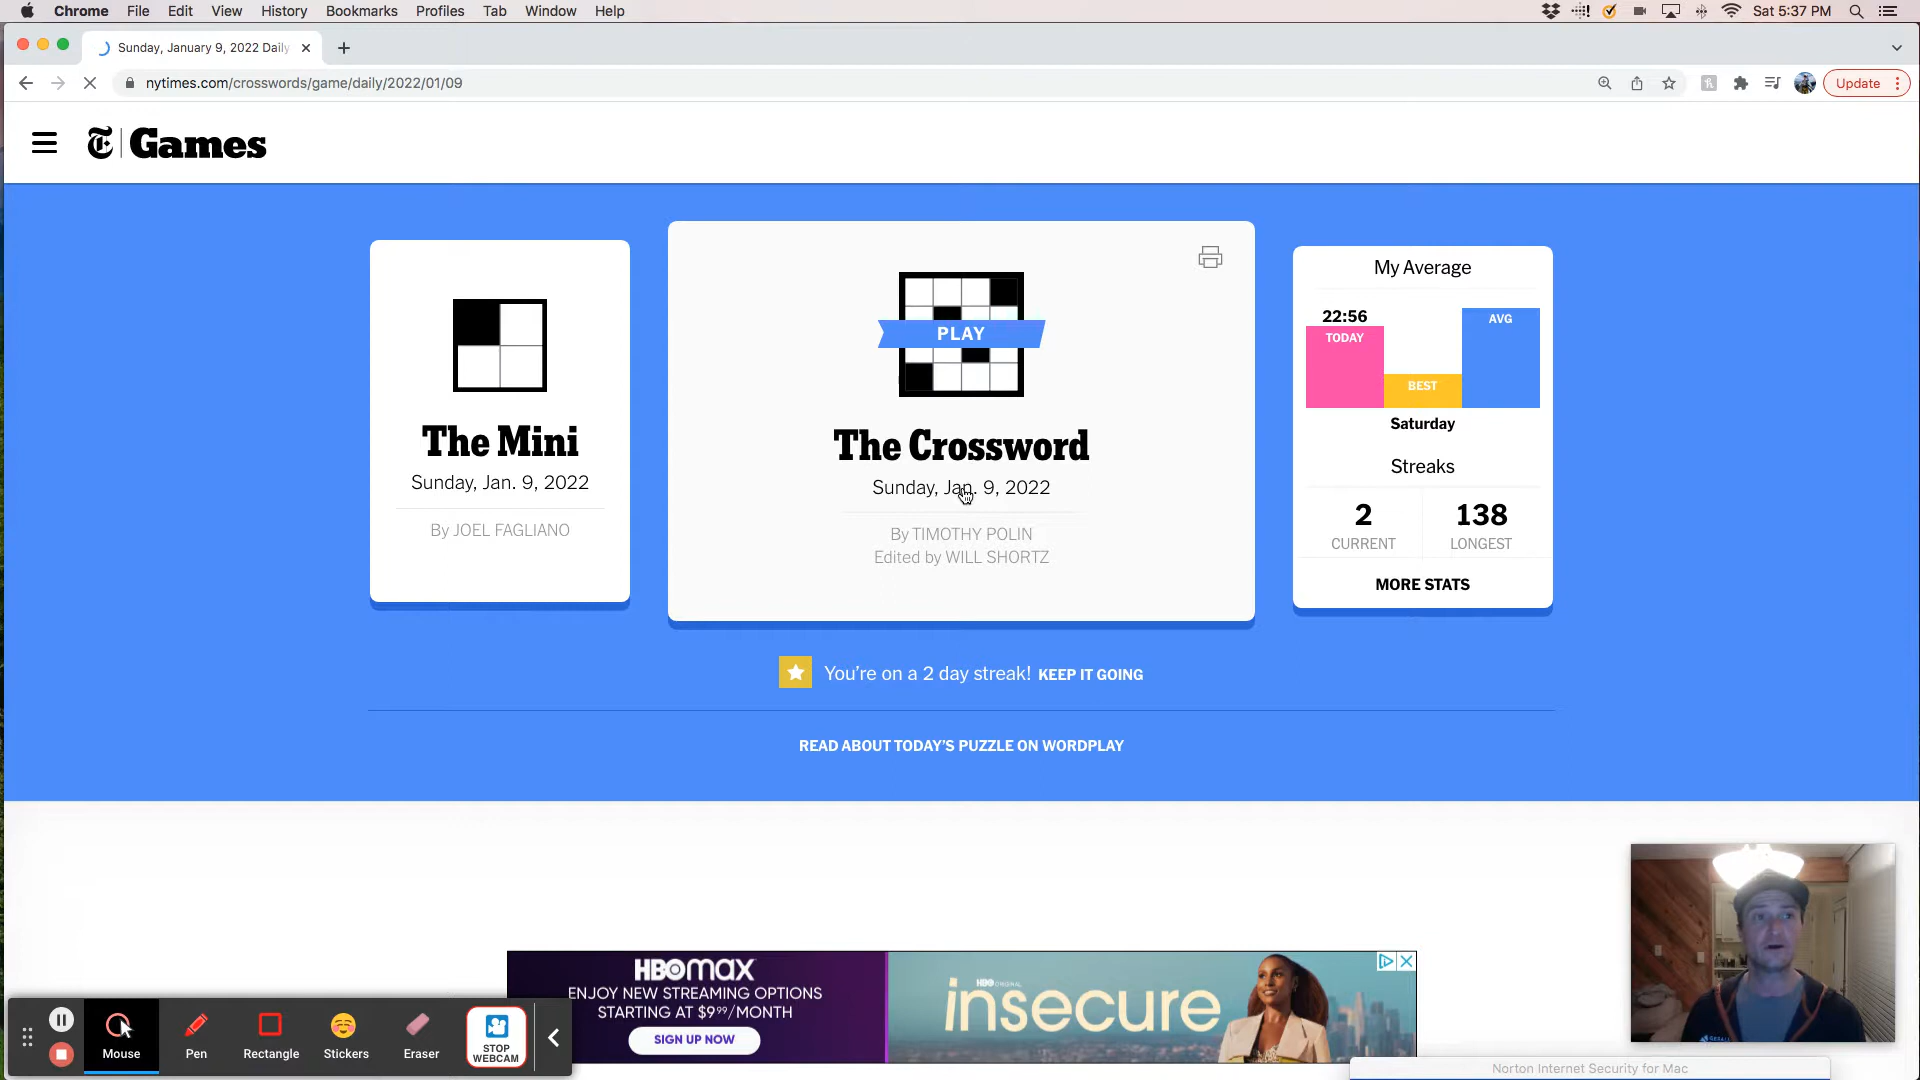 Chrome File Edit View History Bookmarks Profiles Tab Window Help
Sat 5:37 PM
Sunday, January 9, 2022 Daily
nytimes.com/crosswords/game/daily/2022/01/09
Update
T Games
The Mini
Sunday, Jan. 9, 2022
By JOEL FAGLIANO
PLAY
The Crossword
Sunday, Jan. 9, 2022
By TIMOTHY POLIN
Edited by WILL SHORTZ
My Average
22:56
TODAY
BEST
AVG
Saturday
Streaks
2
CURRENT
138
LONGEST
MORE STATS
You're on a 2 day streak! KEEP IT GOING
READ ABOUT TODAY'S PUZZLE ON WORDPLAY
HBOMAX
ENJOY NEW STREAMING OPTIONS
STARTING AT $9.99/MONTH
SIGN UP NOW
HBO ORIGINAL
insecure
Mouse
Pen
Rectangle
Stickers
Eraser
STOP
WEBCAM
Norton Internet Security for Mac